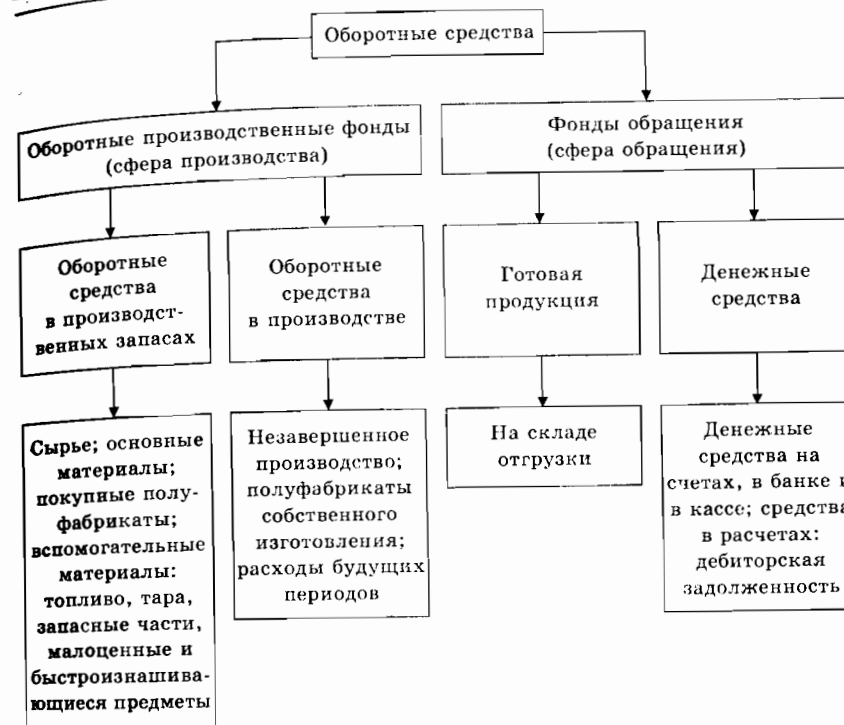 Оборотные средства
Оборотные производственные фонды
(сфера производства)
Фонды обращения
(сфера обращения)
Оборотные
средства
в производст-
венных запасах
Оборотные
средства
в производстве
Готовая
продукция
Денежные
средства
Сырье; основные
материалы;
покупные полу-
фабрикаты;
вспомогательные
материалы:
топливо, тара,
запасные части,
малоценные и
быстроизнашива-
ющиеся предметы
Незавершенное
производство;
полуфабрикаты
собственного
изготовления;
расходы будущих
периодов
На складе
отгрузки
Денежные
средства на
счетах, в банке и
в кассе; средства
в расчетах:
дебиторская
задолженность